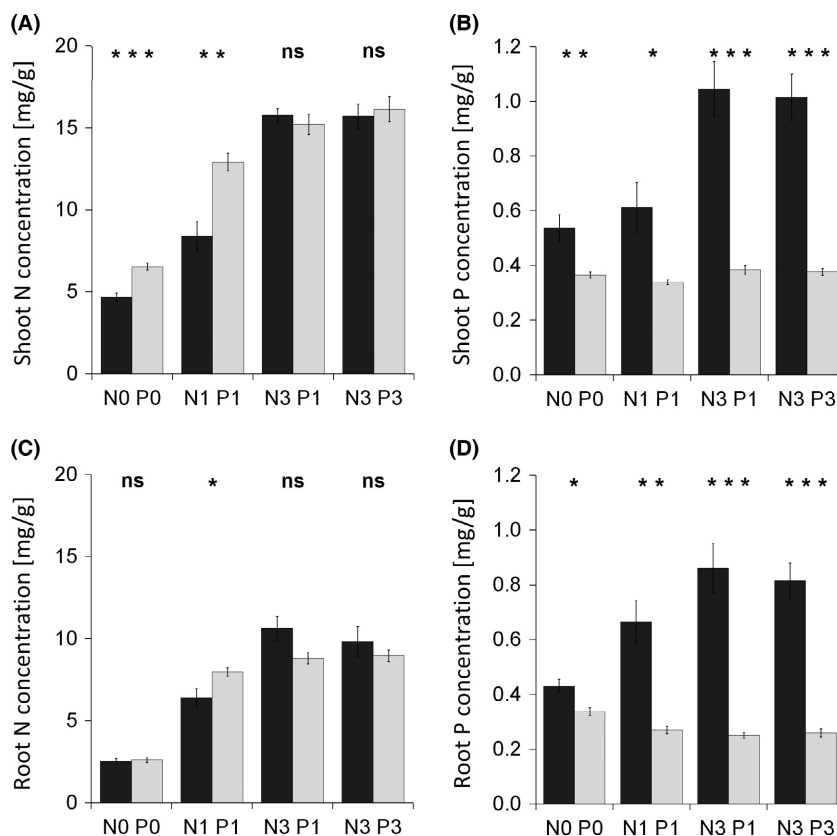 (A)
Shoot N concentration [mg/g]
20
15
10
5
0
* * *
* *
ns
ns
N0 P0
N1 P1
N3 P1
N3 P3
(B)
Shoot P concentration [mg/g]
1.2
1.0
0.8
0.6
0.4
0.2
0.0
* *
*
* * *
* * *
N0 P0
N1 P1
N3 P1
N3 P3
(C)
Root N concentration [mg/g]
20
15
10
5
0
ns
*
ns
ns
N0 P0
N1 P1
N3 P1
N3 P3
(D)
Root P concentration [mg/g]
1.2
1.0
0.8
0.6
0.4
0.2
0.0
*
* *
* * *
* * *
N0 P0
N1 P1
N3 P1
N3 P3